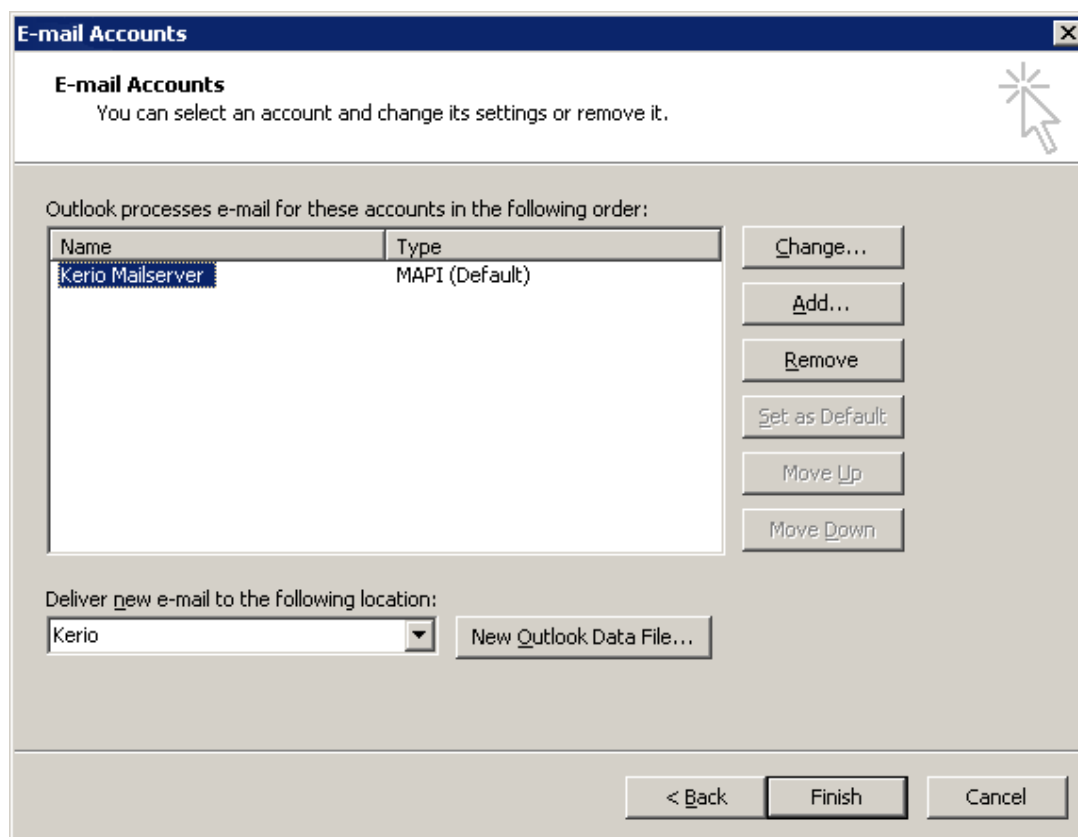 E-mail Accounts
E-mail Accounts
You can select an account and change its settings or remove it.
Outlook processes e-mail for these accounts in the following order:
Name Type
Kerio Mailserver MAPI (Default)
Change...
Add...
Remove
Set as Default
Move Up
Move Down
Deliver new e-mail to the following location:
Kerio New Outlook Data File...
< Back Finish Cancel